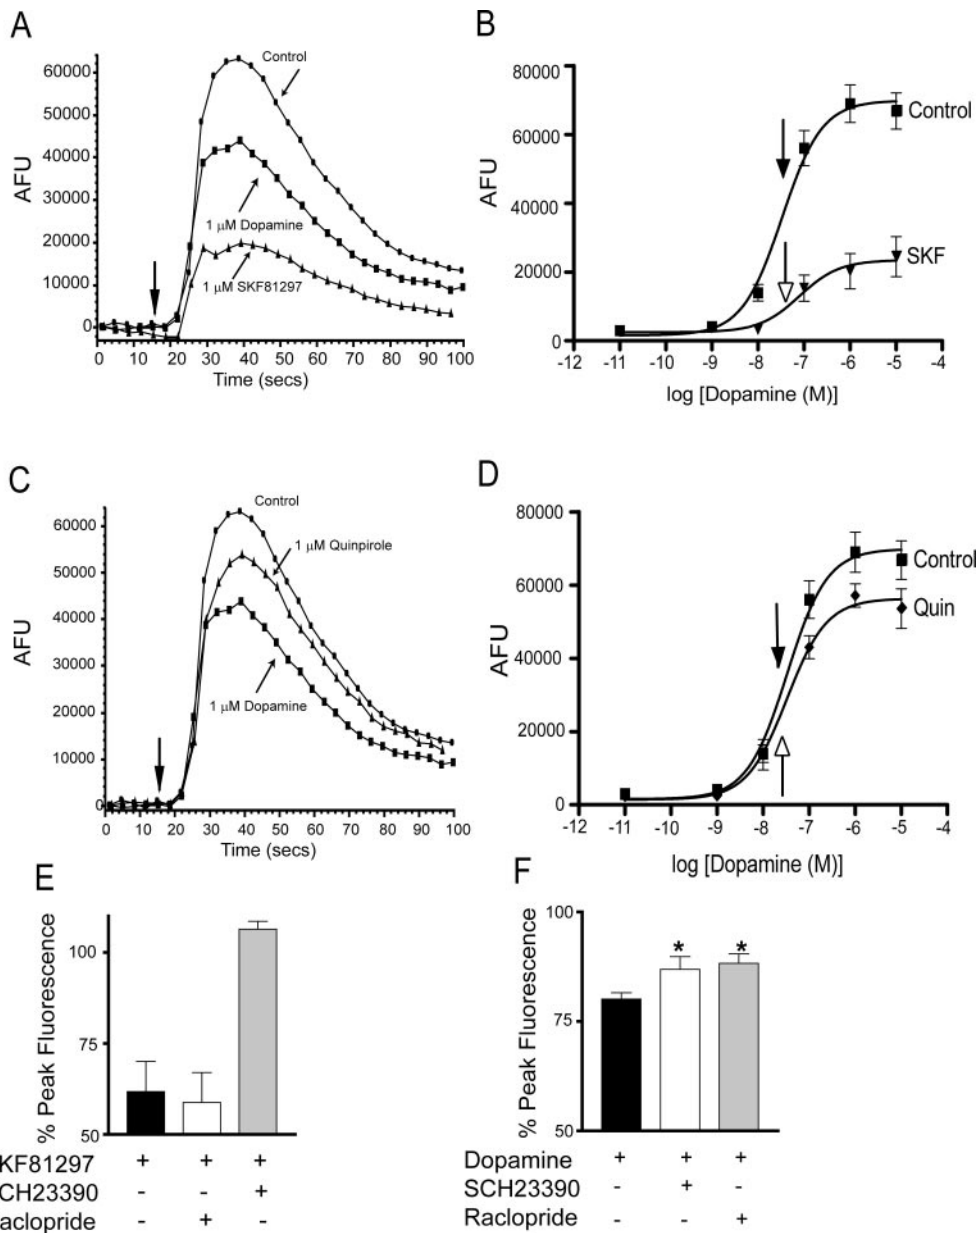 A
60000
50000
40000
30000
20000
10000
0
AFU
Control
1 μM Dopamine
1 μM SKF81297
0 10 20 30 40 50 60 70 80 90 100
Time (secs)
B
80000
60000
40000
20000
0
AFU
Control
SKF
-12 -11 -10 -9 -8 -7 -6 -5 -4
log [Dopamine (M)]
C
60000
50000
40000
30000
20000
10000
0
AFU
Control
1 μM Quinpirole
1 μM Dopamine
0 10 20 30 40 50 60 70 80 90 100
Time (secs)
D
80000
60000
40000
20000
0
AFU
Control
Quin
-12 -11 -10 -9 -8 -7 -6 -5 -4
log [Dopamine (M)]
E
% Peak Fluorescence
100
75
50
KF81297 + + +
CH23390 - - +
aclopride - + -
F
% Peak Fluorescence
100
75
50
* *
Dopamine + + +
SCH23390 - + -
Raclopride - - +